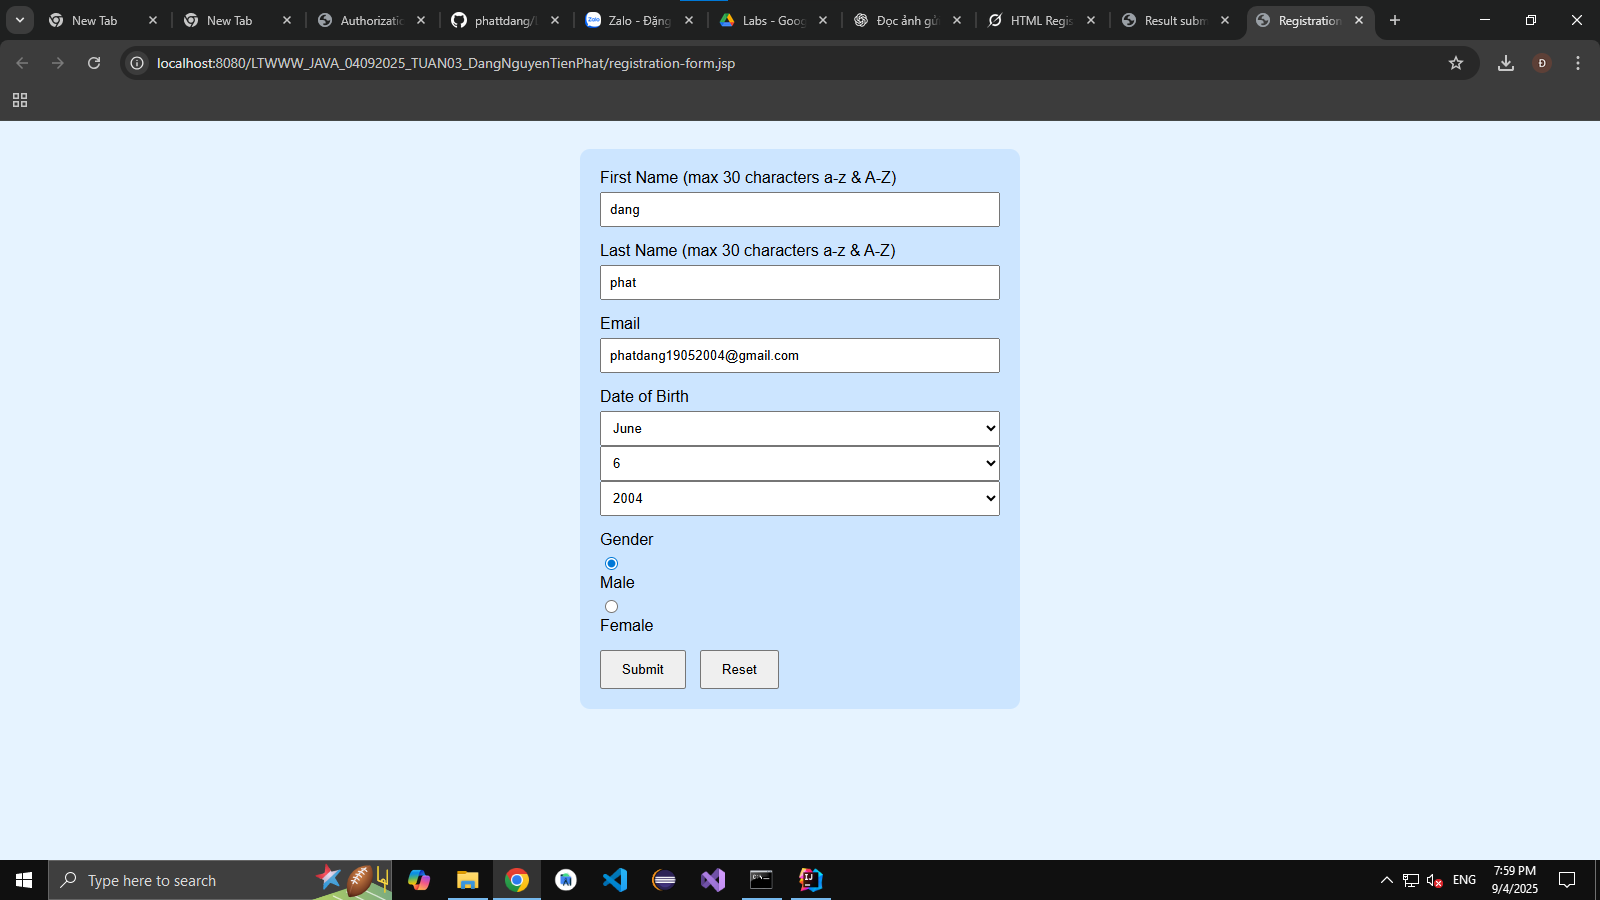 New Tab
New Tab
Authorizatio
phattdang/L
Zalo - Đặng
Labs - Goog
Đọc ảnh gử
HTML Regis
Result subm
Registration
localhost:8080/LTWWW_JAVA_04092025_TUAN03_DangNguyenTienPhat/registration-form.jsp
Đ
First Name (max 30 characters a-z & A-Z)
dang
Last Name (max 30 characters a-z & A-Z)
phat
Email
phatdang19052004@gmail.com
Date of Birth
June
6
2004
Gender
Male
Female
Submit
Reset
Type here to search
ENG
7:59 PM
9/4/2025